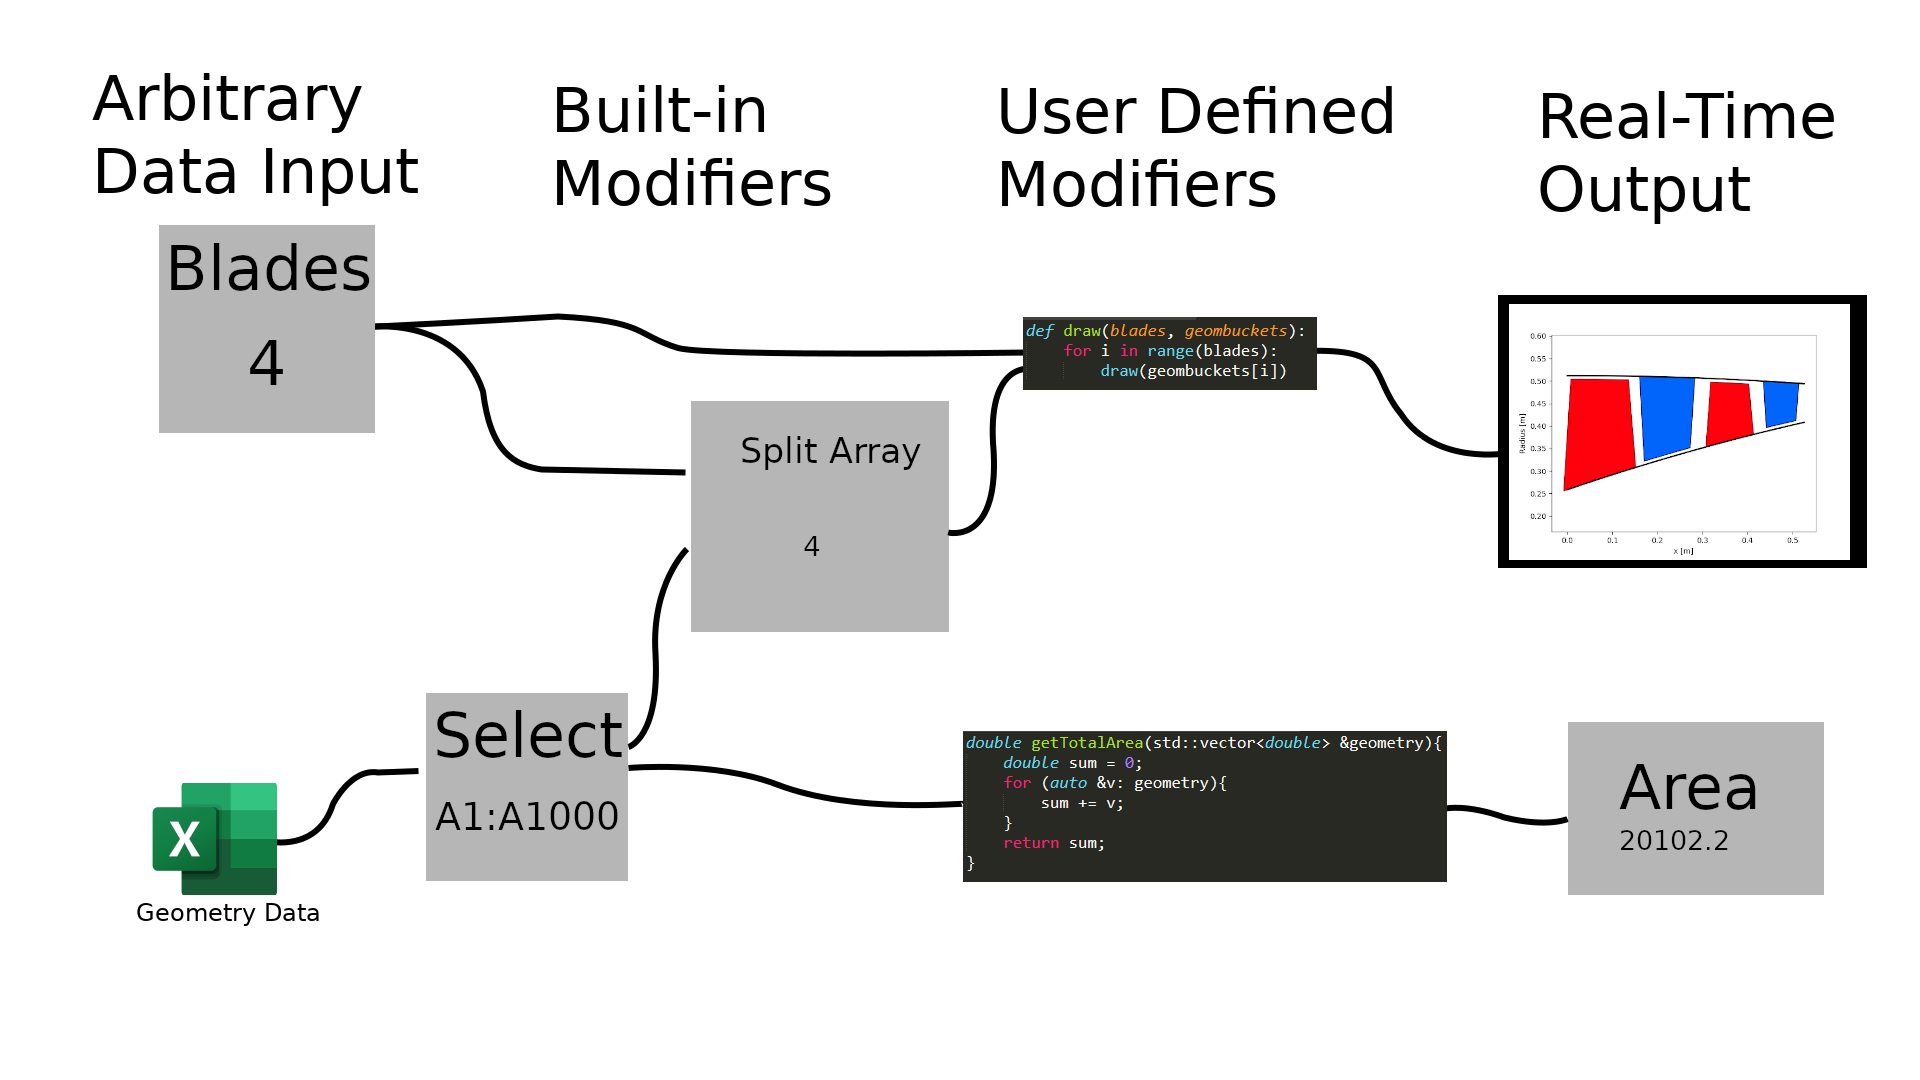 Arbitrary
Data Input
Built-in
Modifiers
User Defined
Modifiers
Real-Time
Output
Blades
4
def draw(blades, geombuckets):
    for i in range(blades):
        draw(geombuckets[i])
Split Array
4
0.60
0.55
0.50
0.45
0.40
0.35
0.30
0.25
0.20
Radius [m]
0.0 0.1 0.2 0.3 0.4 0.5
x [m]
Select
A1:A1000
X
Geometry Data
double getTotalArea(std::vector<double> &geometry){
    double sum = 0;
    for (auto &v: geometry){
        sum += v;
    }
    return sum;
}
Area
20102.2